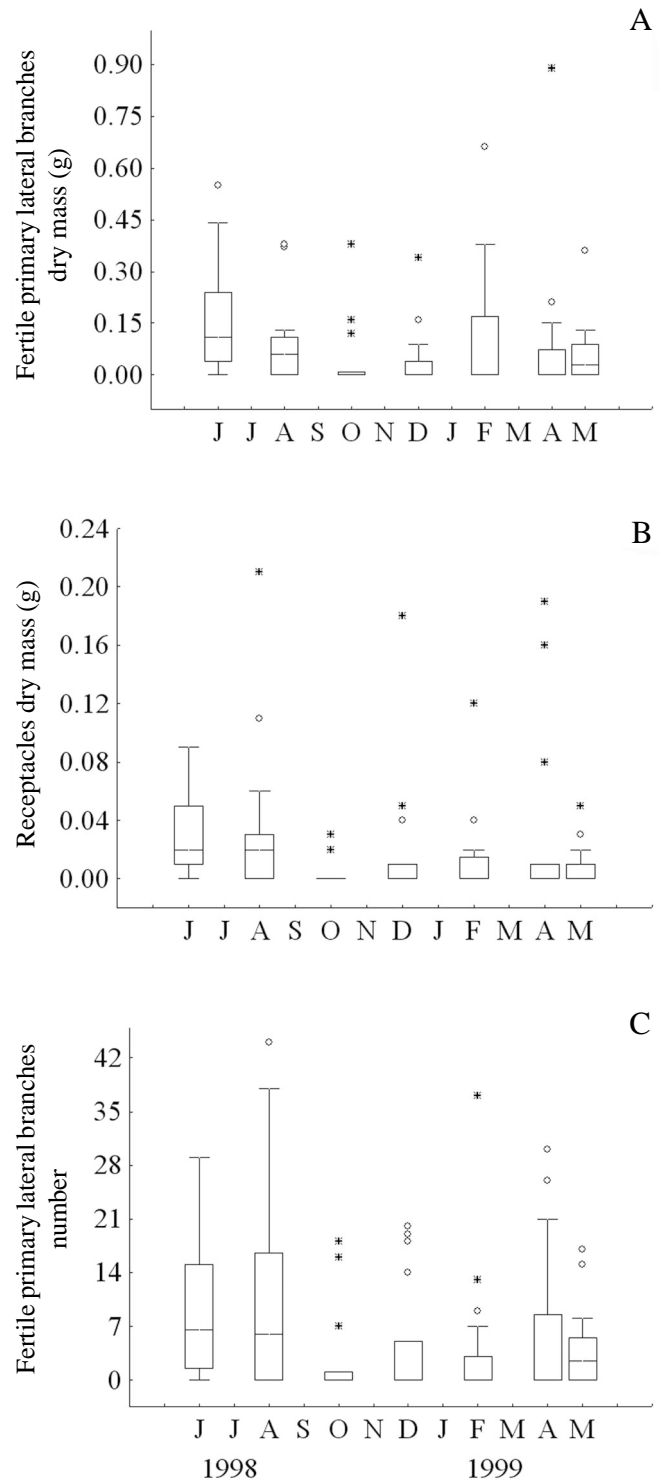 A
Fertile primary lateral branches
dry mass (g)
0.90
0.75
0.60
0.45
0.30
0.15
0.00
J J A S O N D J F M A M
B
Receptacles dry mass (g)
0.24
0.20
0.16
0.12
0.08
0.04
0.00
J J A S O N D J F M A M
C
Fertile primary lateral branches
number
42
35
28
21
14
7
0
J J A S O N D J F M A M
1998 1999